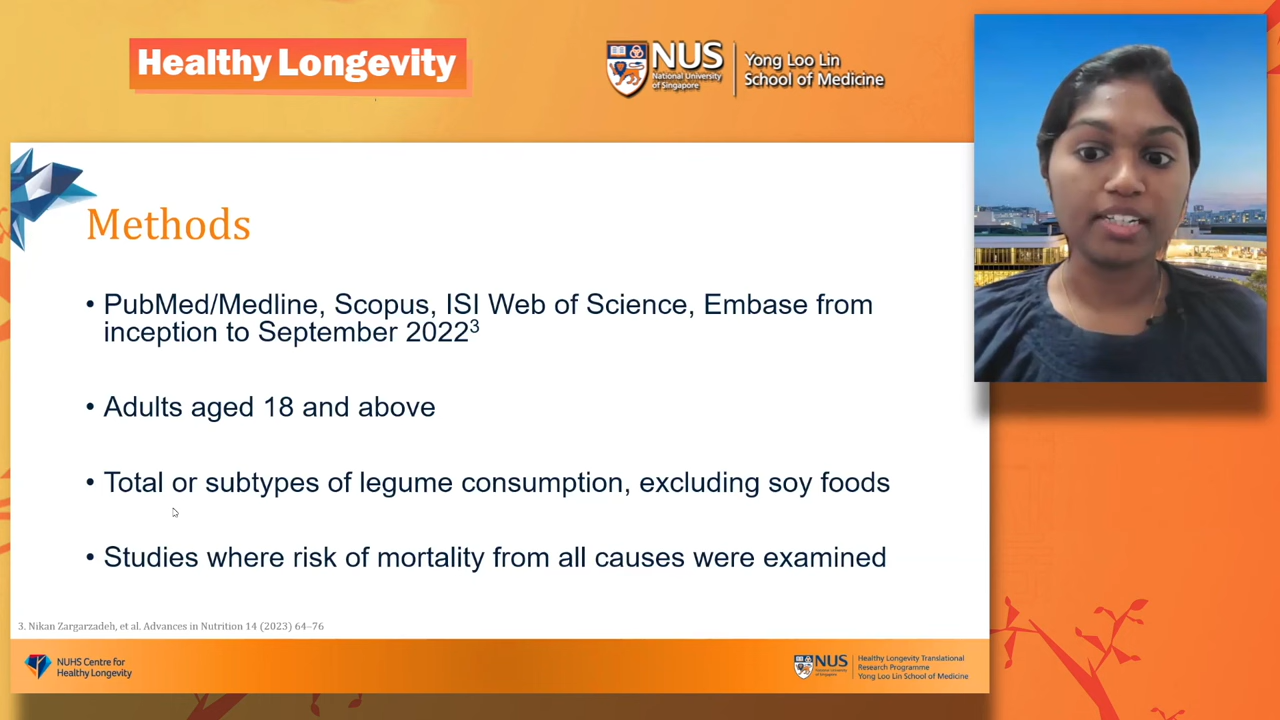 Healthy Longevity
NUS
National University
of Singapore
Yong Loo Lin
School of Medicine
Methods
• PubMed/Medline, Scopus, ISI Web of Science, Embase from
inception to September 2022³
• Adults aged 18 and above
• Total or subtypes of legume consumption, excluding soy foods
• Studies where risk of mortality from all causes were examined
3. Nikan Zargarzadeh, et al. Advances in Nutrition 14 (2023) 64–76
NUHS Centre for
Healthy Longevity
NUS
National University
of Singapore
Healthy Longevity Translational
Research Programme
Yong Loo Lin School of Medicine